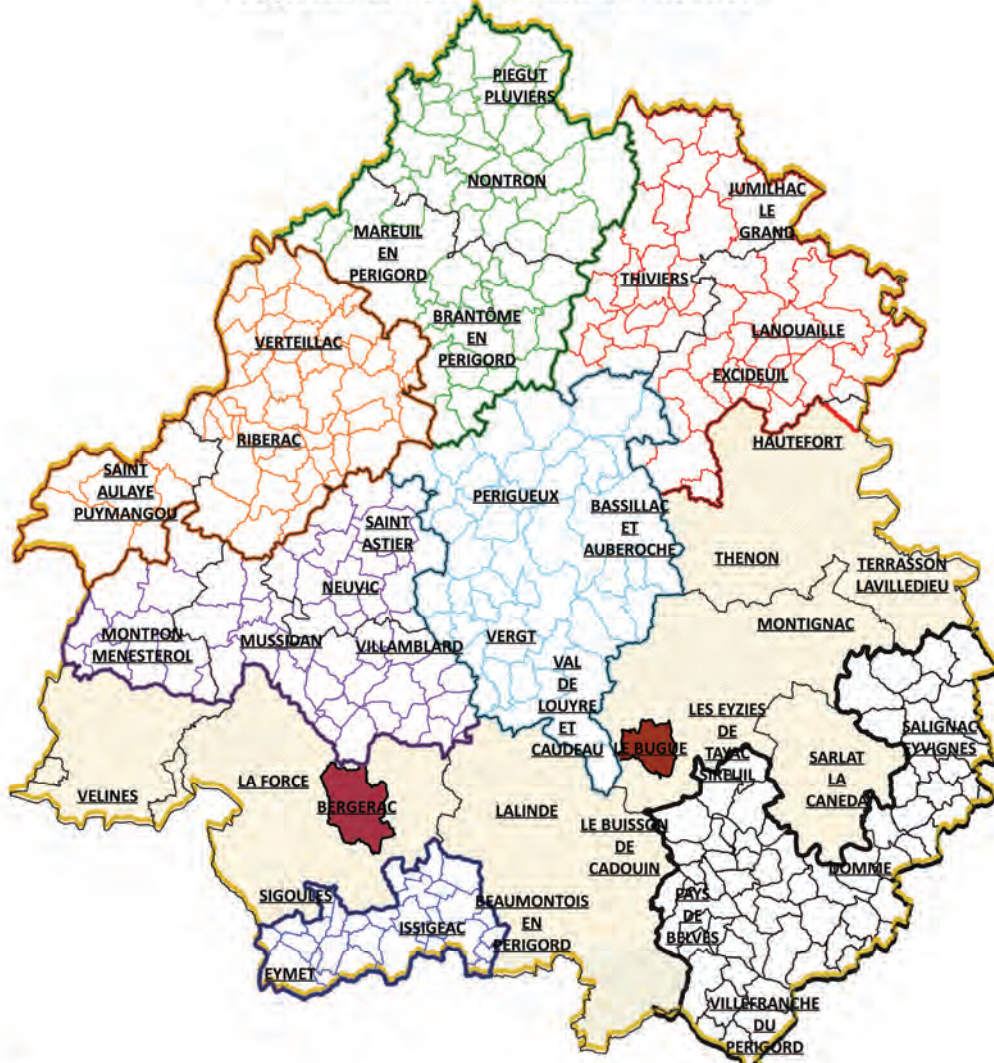 PIEGUT
PLUVIERS
NONTRON
JUMILHAC
LE
GRAND
MAREUIL
EN
PERIGORD
THIVIERS
BRANTÔME
EN
PERIGORD
LANOUAILLE
VERTEILLAC
EXCIDEUIL
RIBERAC
HAUTEFORT
SAINT
AULAYE
PUYMANGOU
PERIGUEUX
BASSILLAC
ET
AUBEROCHE
SAINT
ASTIER
THENON
TERRASSON
LAVILLEDIEU
NEUVIC
MONTIGNAC
MONTPON
MENESTEROL
MUSSIDAN
VILLAMBLARD
VERGT
VAL
DE
LOUYRE
ET
CAUDEAU
LES EYZIES
DE
TAYAC
SIREUIL
SALIGNAC
EYVIGNES
LE BUGUE
SARLAT
LA
CANEDA
VELINES
LA FORCE
BERGERAC
LALINDE
LE BUISSON
DE
CADOUIN
DOMME
SIGOULES
ISSIGEAC
BEAUMONTOIS
EN
PERIGORD
PAYS
DE
BELVES
EYMET
VILLEFRANCHE
DU
PERIGORD